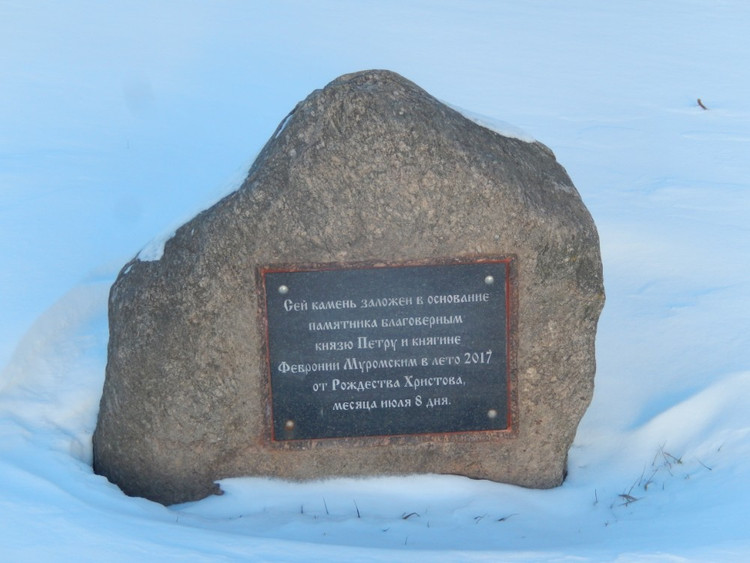 Сей камень заложен в основание
памятника благоверным
князю Петру и княгине
Февронии Муромским в лето 2017
от Рождества Христова,
месяца июля 8 дня.